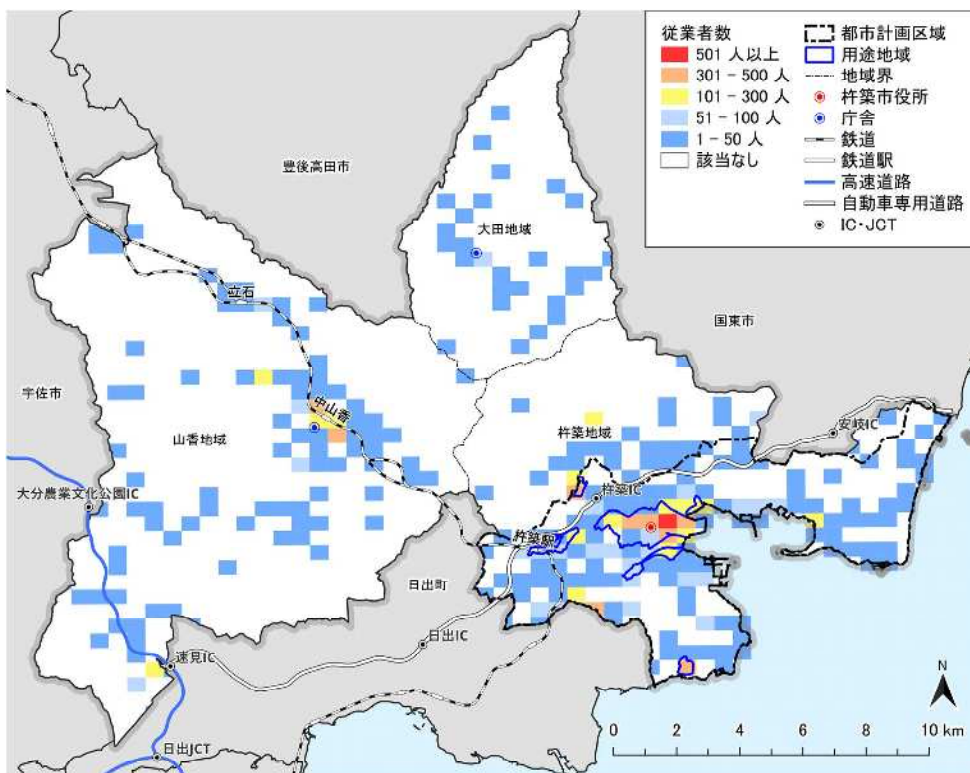 従業者数
501 人以上
301 - 500 人
101 - 300 人
51 - 100 人
1 - 50 人
該当なし
都市計画区域
用途地域
地域界
杵築市役所
庁舎
鉄道
鉄道駅
高速道路
自動車専用道路
IC・JCT
豊後高田市
大田地域
立石
国東市
宇佐市
中山香
山香地域
杵築地域
安岐IC
大分農業文化公園IC
杵築IC
杵築駅
日出町
日出IC
速見IC
日出JCT
N
0 2 4 6 8 10 km